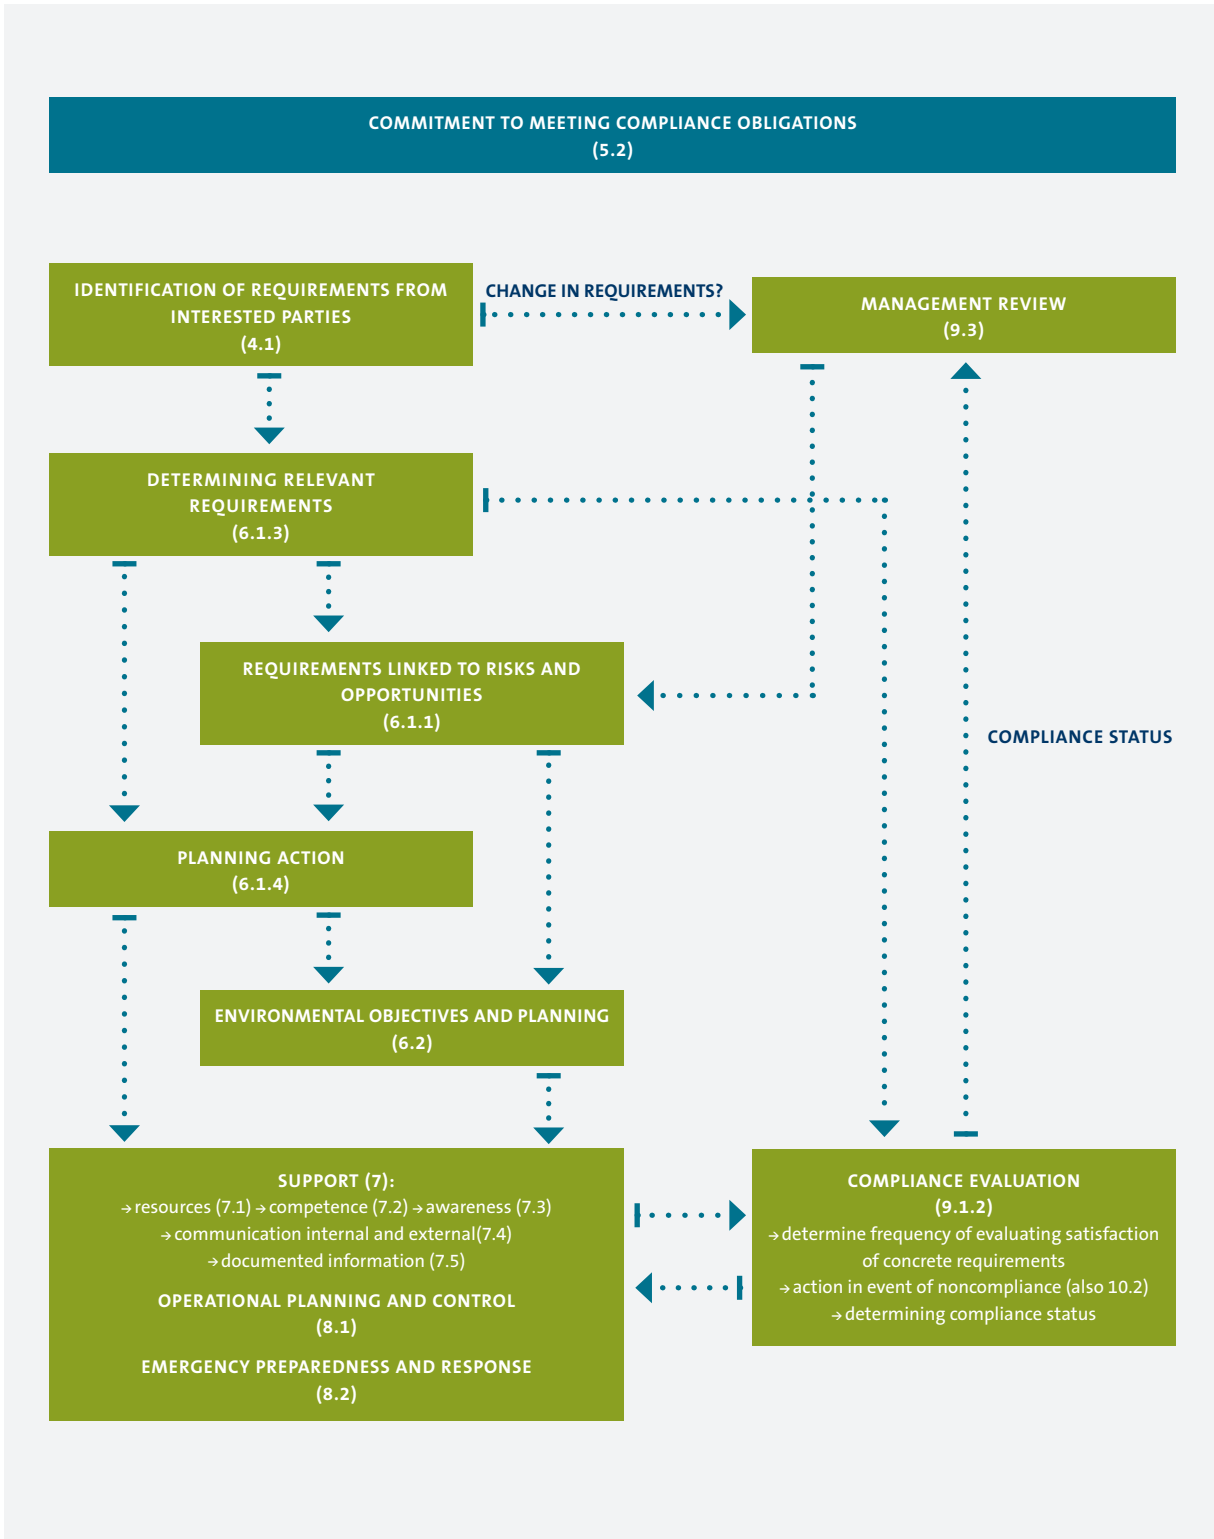 COMMITMENT TO MEETING COMPLIANCE OBLIGATIONS
(5.2)
IDENTIFICATION OF REQUIREMENTS FROM
INTERESTED PARTIES
(4.1)
CHANGE IN REQUIREMENTS?
MANAGEMENT REVIEW
(9.3)
DETERMINING RELEVANT
REQUIREMENTS
(6.1.3)
REQUIREMENTS LINKED TO RISKS AND
OPPORTUNITIES
(6.1.1)
COMPLIANCE STATUS
PLANNING ACTION
(6.1.4)
ENVIRONMENTAL OBJECTIVES AND PLANNING
(6.2)
SUPPORT (7):
→ resources (7.1) → competence (7.2) → awareness (7.3)
→ communication internal and external(7.4)
→ documented information (7.5)
OPERATIONAL PLANNING AND CONTROL
(8.1)
EMERGENCY PREPAREDNESS AND RESPONSE
(8.2)
COMPLIANCE EVALUATION
(9.1.2)
→ determine frequency of evaluating satisfaction
of concrete requirements
→ action in event of noncompliance (also 10.2)
→ determining compliance status